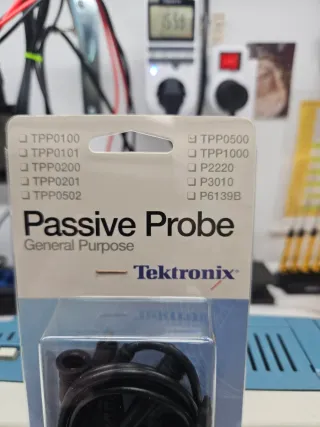 TPP0100
TPP0101
TPP0200
TPP0201
TPP0502
TPP0500
TPP1000
P2220
P3010
P6139B
Passive Probe
General Purpose
Tektronix